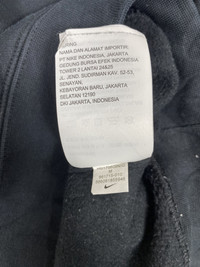 NAMA DAN ALAMAT IMPORTIR:
PT NIKE INDONESIA, JAKARTA
GEDUNG BURSA EFEK INDONESIA
TOWER 2 LANTAI 24&25
JL. JEND. SUDIRMAN KAV. 52-53,
SENAYAN,
KEBAYORAN BARU, JAKARTA
SELATAN 12190
DKI JAKARTA, INDONESIA